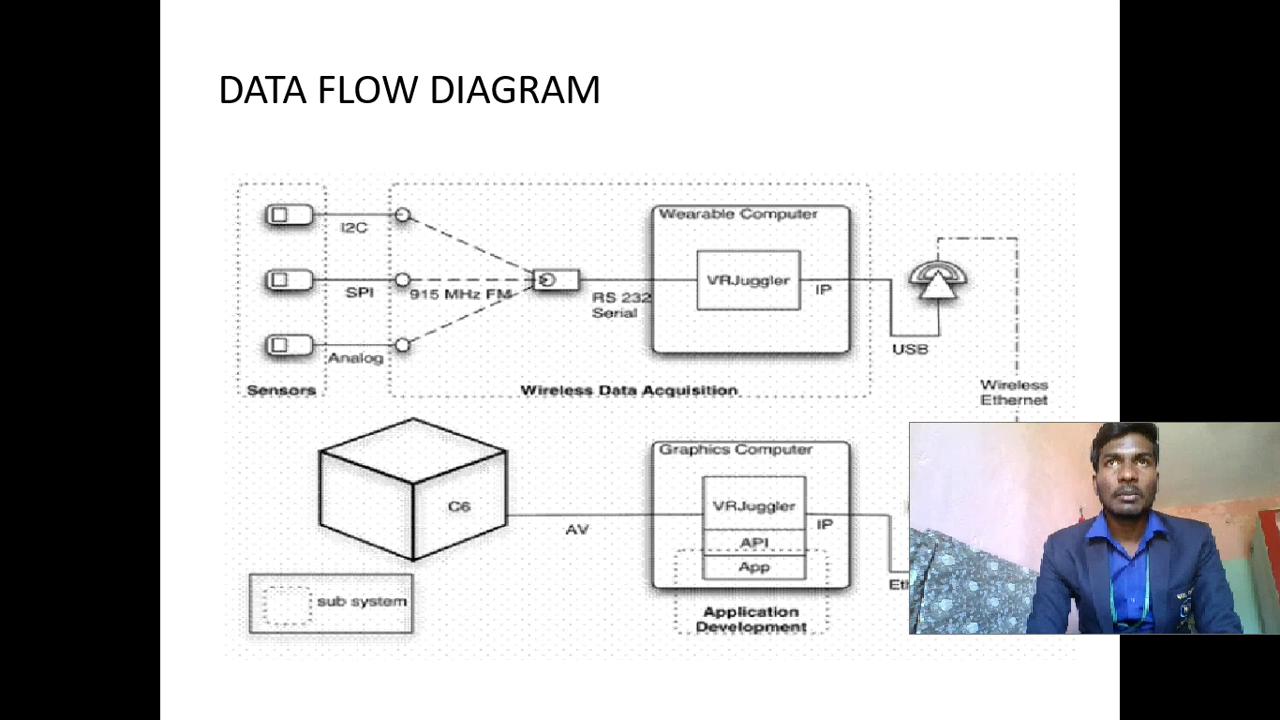 DATA FLOW DIAGRAM
Wearable Computer
I2C
VRJuggler
SPI
915 MHz FM
RS 232
Serial
IP
USB
Analog
Sensors
Wireless Data Acquisition
Wireless
Ethernet
Graphics Computer
C6
VRJuggler
AV
IP
API
App
sub system
Application
Development